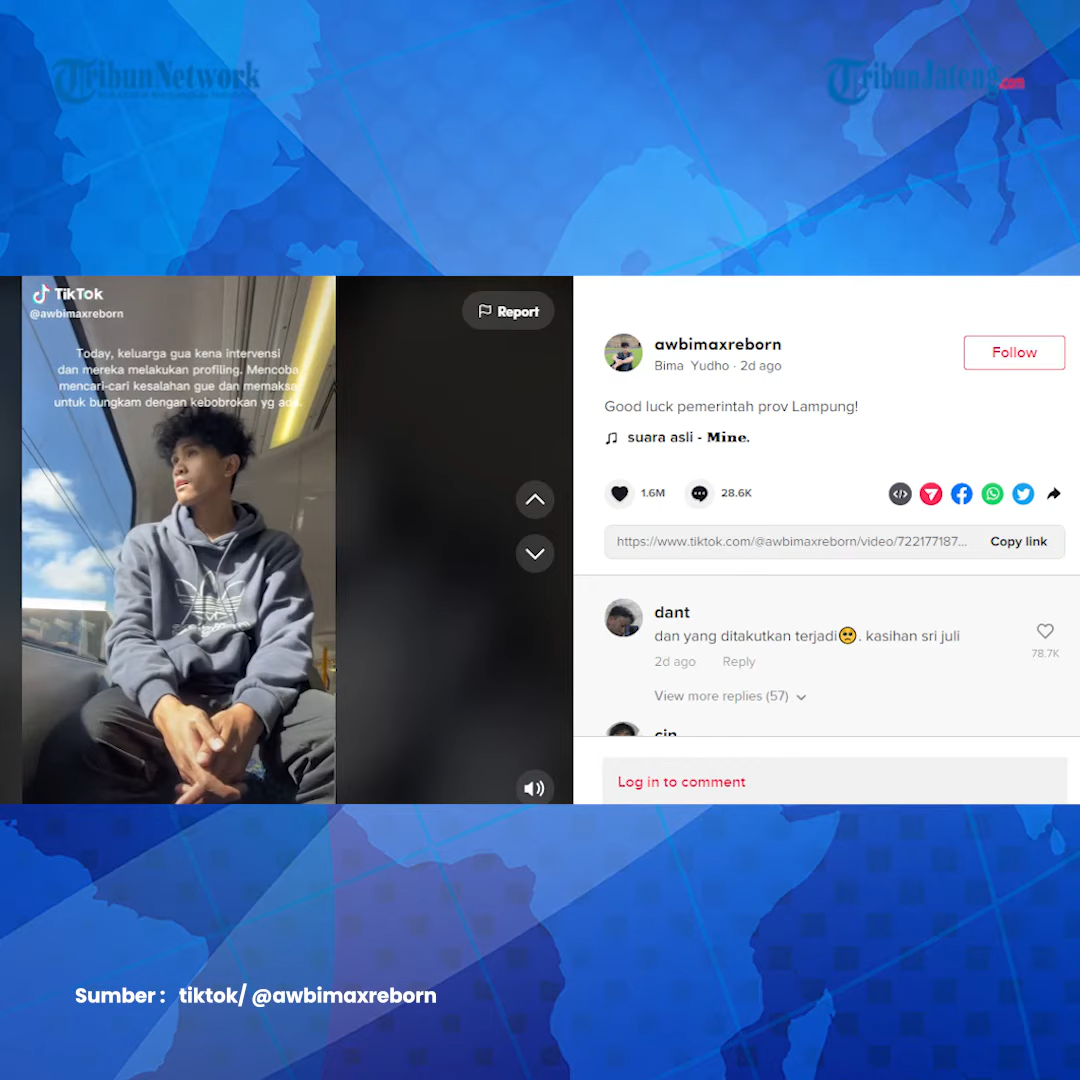 TribunNetwork
TribunJateng.com
TikTok
@awbimaxreborn
Today, keluarga gua kena intervensi
dan mereka melakukan profiling. Mencoba
mencari-cari kesalahan gue dan memaksa
untuk bungkam dengan kebobrokan yg ada.
Report
awbimaxreborn
Bima Yudho · 2d ago
Follow
Good luck pemerintah prov Lampung!
suara asli - Mine.
1.6M
28.6K
https://www.tiktok.com/@awbimaxreborn/video/722177187...
Copy link
dant
dan yang ditakutkan terjadi🥺. kasihan sri juli
78.7K
2d ago Reply
View more replies (57)
cin
Log in to comment
Sumber : tiktok/ @awbimaxreborn